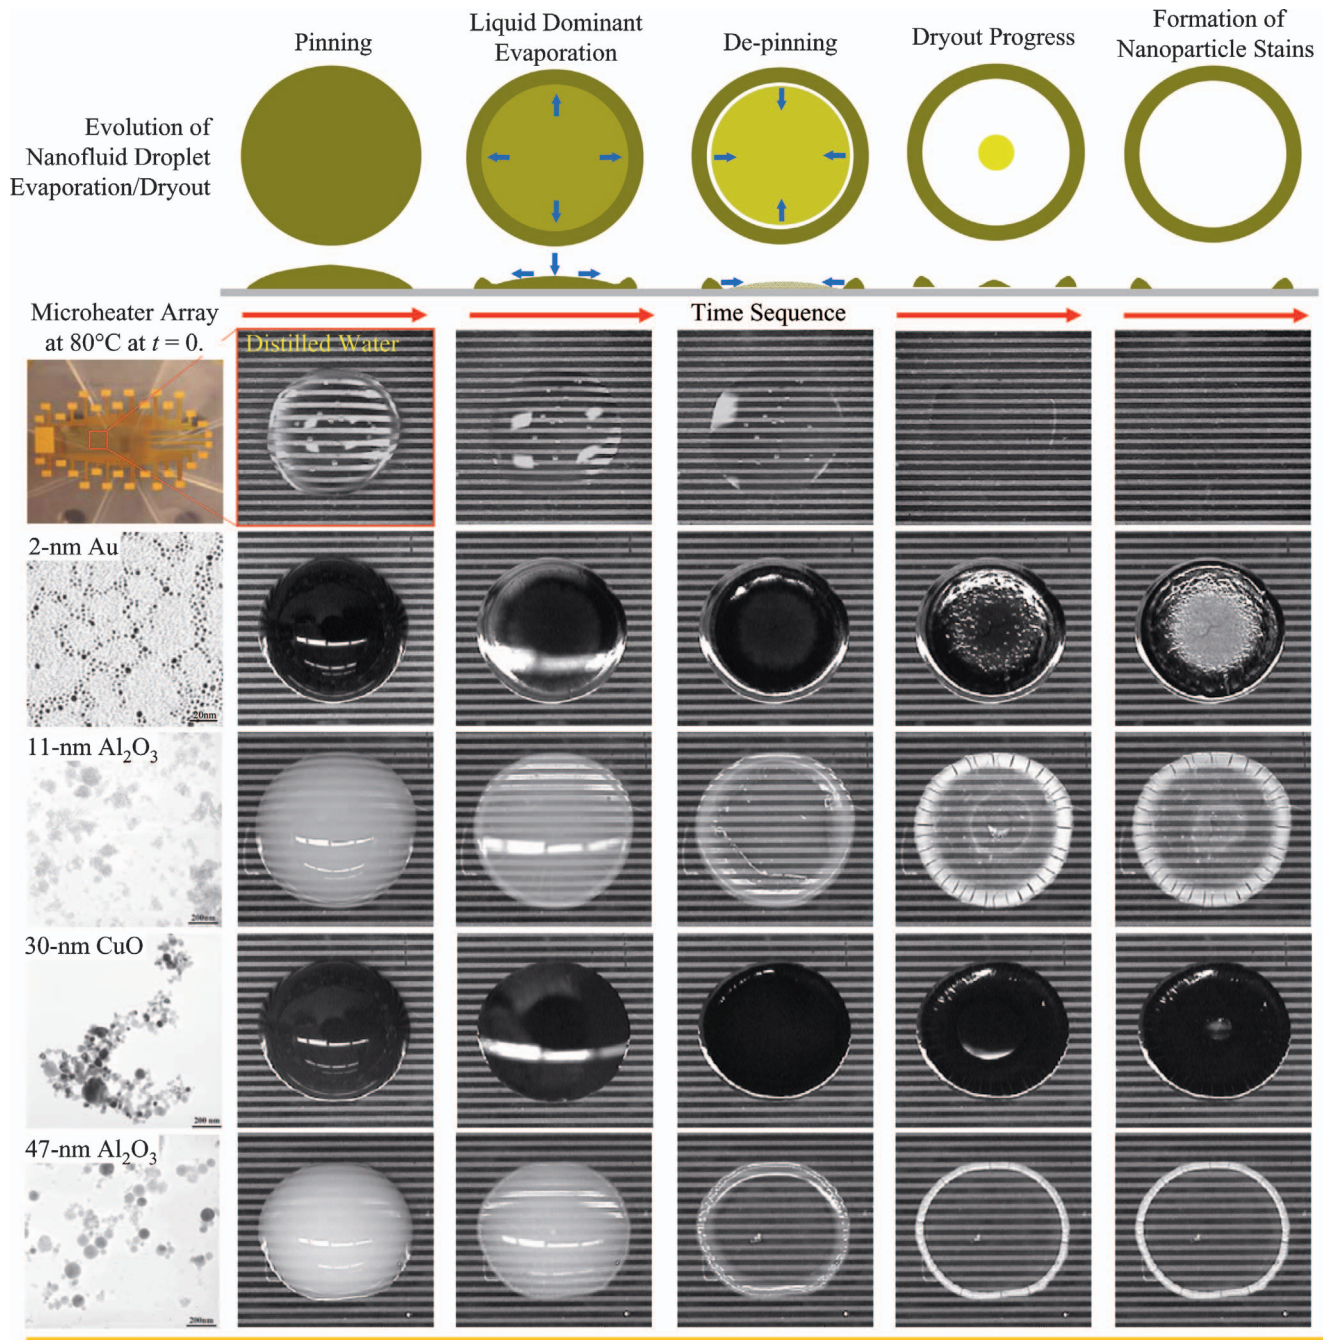 Pinning
Liquid Dominant
Evaporation
De-pinning
Dryout Progress
Formation of
Nanoparticle Stains
Evolution of
Nanofluid Droplet
Evaporation/Dryout
Microheater Array
at 80°C at t = 0.
Time Sequence
Distilled Water
2-nm Au
20nm
11-nm Al₂O₃
200nm
30-nm CuO
200 nm
47-nm Al₂O₃
200nm